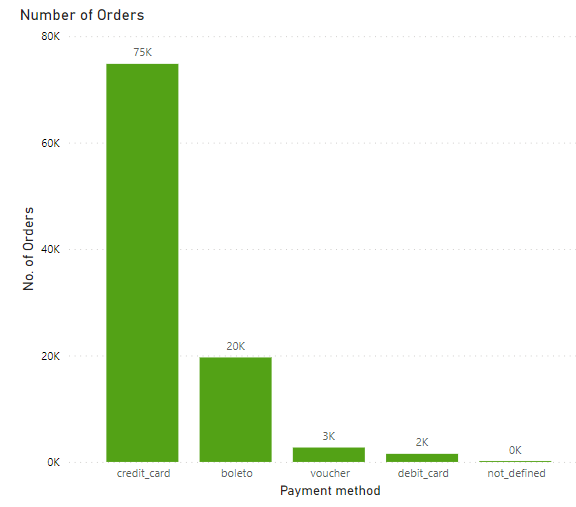 Number of Orders
80K
60K
40K
20K
0K
No. of Orders
75K
20K
3K
2K
0K
credit_card
boleto
voucher
debit_card
not_defined
Payment method